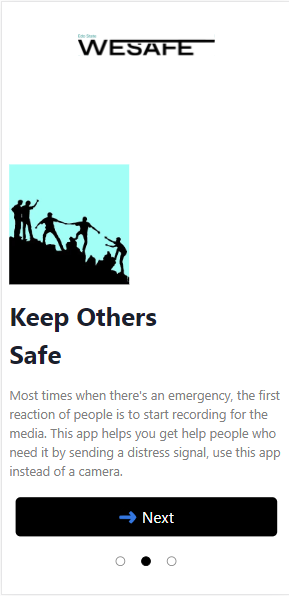 WESAFE
Keep Others
Safe
Most times when there's an emergency, the first
reaction of people is to start recording for the
media. This app helps you get help people who
need it by sending a distress signal, use this app
instead of a camera.
Next